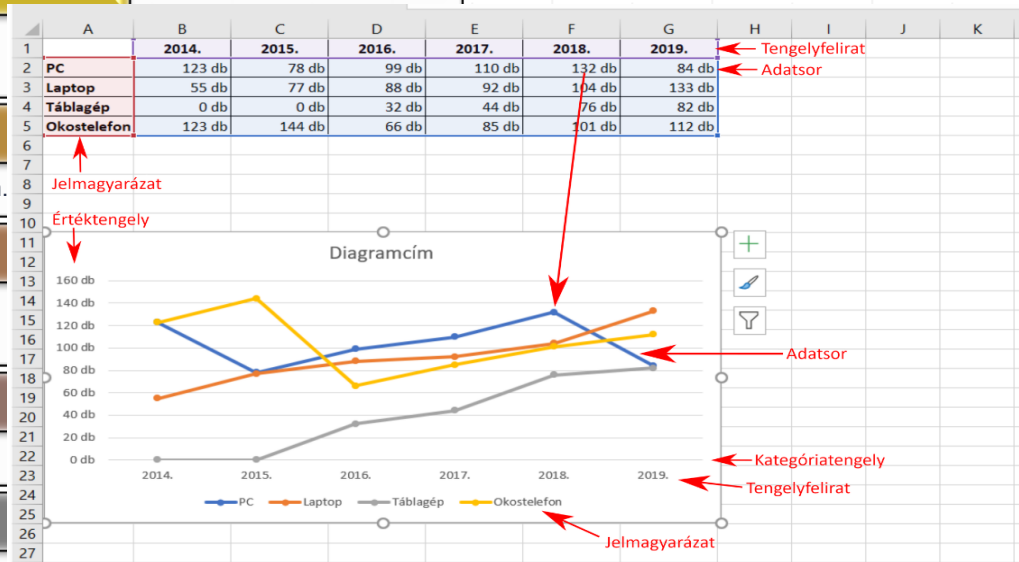 A B C D E F G H I J K
1 2014. 2015. 2016. 2017. 2018. 2019. Tengelyfelirat
2 PC 123 db 78 db 99 db 110 db 132 db 84 db Adatsor
3 Laptop 55 db 77 db 88 db 92 db 104 db 133 db
4 Táblagép 0 db 0 db 32 db 44 db 76 db 82 db
5 Okostelefon 123 db 144 db 66 db 85 db 101 db 112 db
6
7
8 Jelmagyarázat
9
10 Értéktengely
11 Diagramcím
12
13 160 db
14 140 db
15 120 db
16 100 db
17 80 db Adatsor
18
19 60 db
20 40 db
21 20 db
22 0 db Kategóriatengely
23 2014. 2015. 2016. 2017. 2018. 2019.
24 Tengelyfelirat
25 PC Laptop Táblagép Okostelefon
26 Jelmagyarázat
27